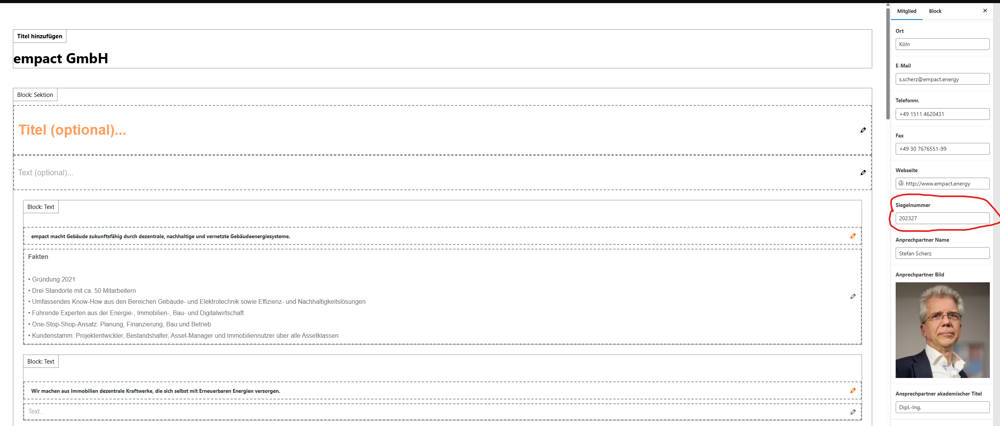 Titel hinzufügen
empact GmbH
Block: Sektion
Titel (optional)...
Text (optional)...
Block: Text
empact macht Gebäude zukunftsfähig durch dezentrale, nachhaltige und vernetzte Gebäudeenergiesysteme.
Fakten
• Gründung 2021
• Drei Standorte mit ca. 50 Mitarbeitern
• Umfassendes Know-How aus den Bereichen Gebäude- und Elektrotechnik sowie Effizienz- und Nachhaltigkeitslösungen
• Führende Experten aus der Energie-, Immobilien-, Bau- und Digitalwirtschaft
• One-Stop-Shop-Ansatz: Planung, Finanzierung, Bau und Betrieb
• Kundenstamm: Projektentwickler, Bestandshalter, Asset-Manager und Immobiliennutzer über alle Assetklassen
Block: Text
Wir machen aus Immobilien dezentrale Kraftwerke, die sich selbst mit Erneuerbaren Energien versorgen.
Text...
Mitglied Block
Ort
Köln
E-Mail
s.scherz@empact.energy
Telefonnr.
+49 1511 4620431
Fax
+49 30 7676551-99
Webseite
http://www.empact.energy
Siegelnummer
202327
Anprechpartner Name
Stefan Scherz
Anprechpartner Bild
Ansprechpartner akademischer Titel
Dipl.-Ing.